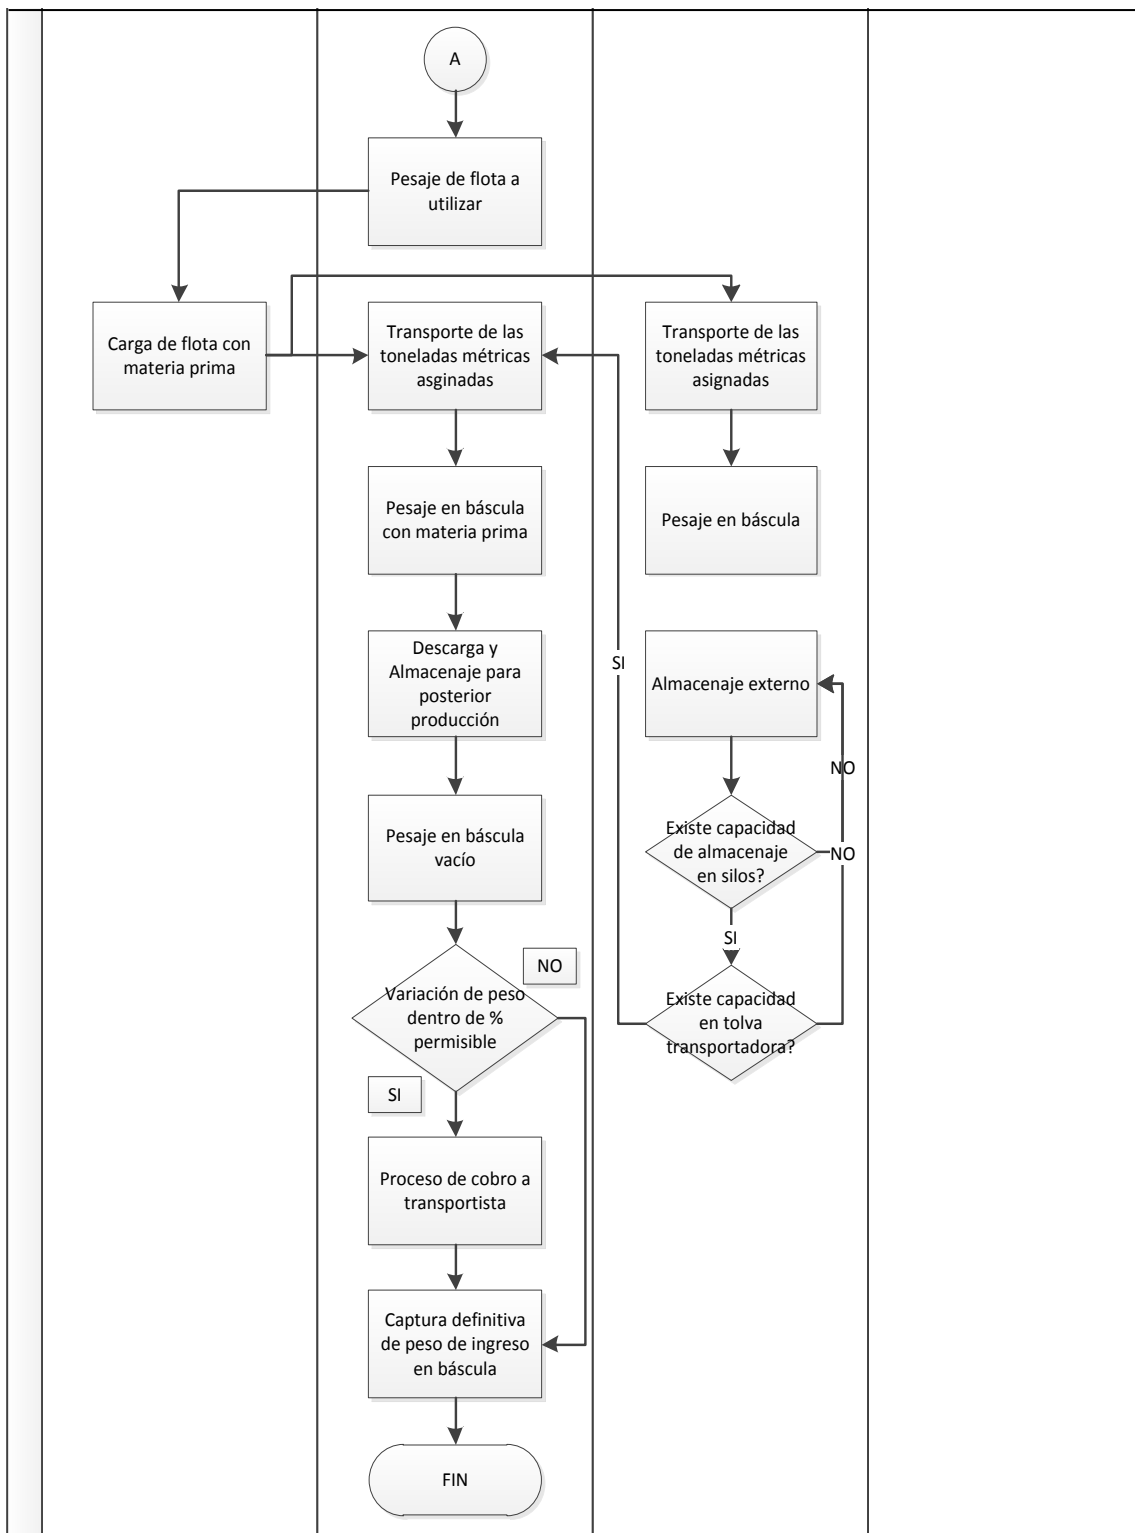 A
Pesaje de flota a
utilizar
Carga de flota con
materia prima
Transporte de las
toneladas métricas
asginadas
Transporte de las
toneladas métricas
asignadas
Pesaje en báscula
con materia prima
Pesaje en báscula
Descarga y
Almacenaje para
posterior
producción
SI
Almacenaje externo
NO
Pesaje en báscula
vacío
Existe capacidad
de almacenaje
en silos?
NO
SI
NO
Variación de peso
dentro de %
permisible
Existe capacidad
en tolva
transportadora?
SI
Proceso de cobro a
transportista
Captura definitiva
de peso de ingreso
en báscula
FIN